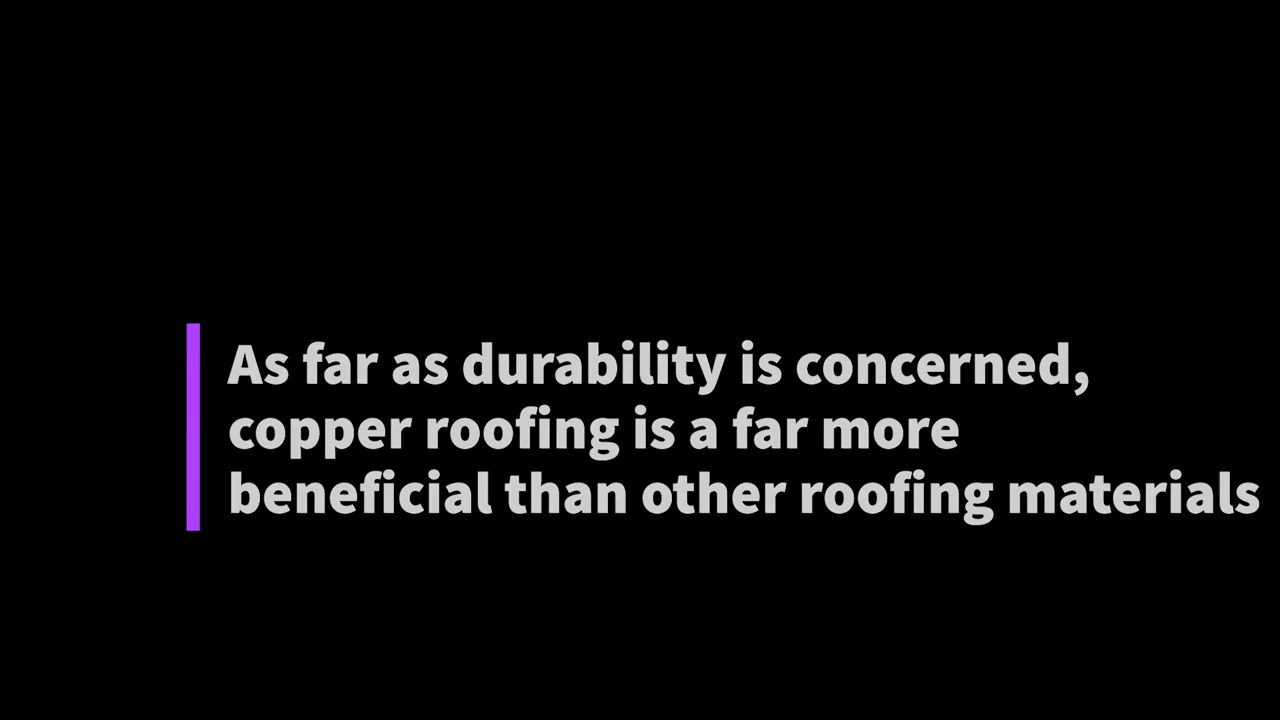 As far as durability is concerned,
copper roofing is a far more
beneficial than other roofing materials